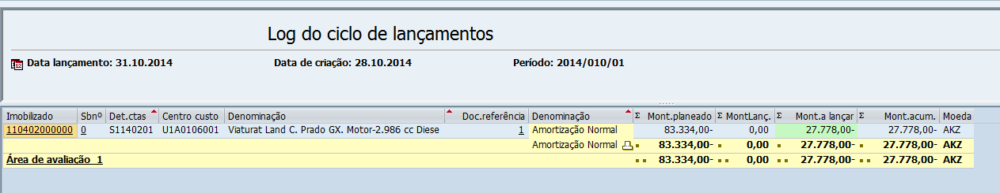 Log do ciclo de lançamentos
Data lançamento: 31.10.2014 Data de criação: 28.10.2014 Período: 2014/010/01
Imobilizado Sbnº Det.ctas Centro custo Denominação Doc.referência Denominação Σ Mont.planeado Σ MontLanç. Σ Mont.a lançar Σ Mont.acum. Moeda
110402000000 0 S1140201 U1A0106001 Viaturat Land C. Prado GX. Motor-2.986 cc Diese 1 Amortização Normal 83.334,00- 0,00 27.778,00- 27.778,00- AKZ
Amortização Normal 83.334,00- 0,00 27.778,00- 27.778,00- AKZ
Área de avaliação 1 83.334,00- 0,00 27.778,00- 27.778,00- AKZ